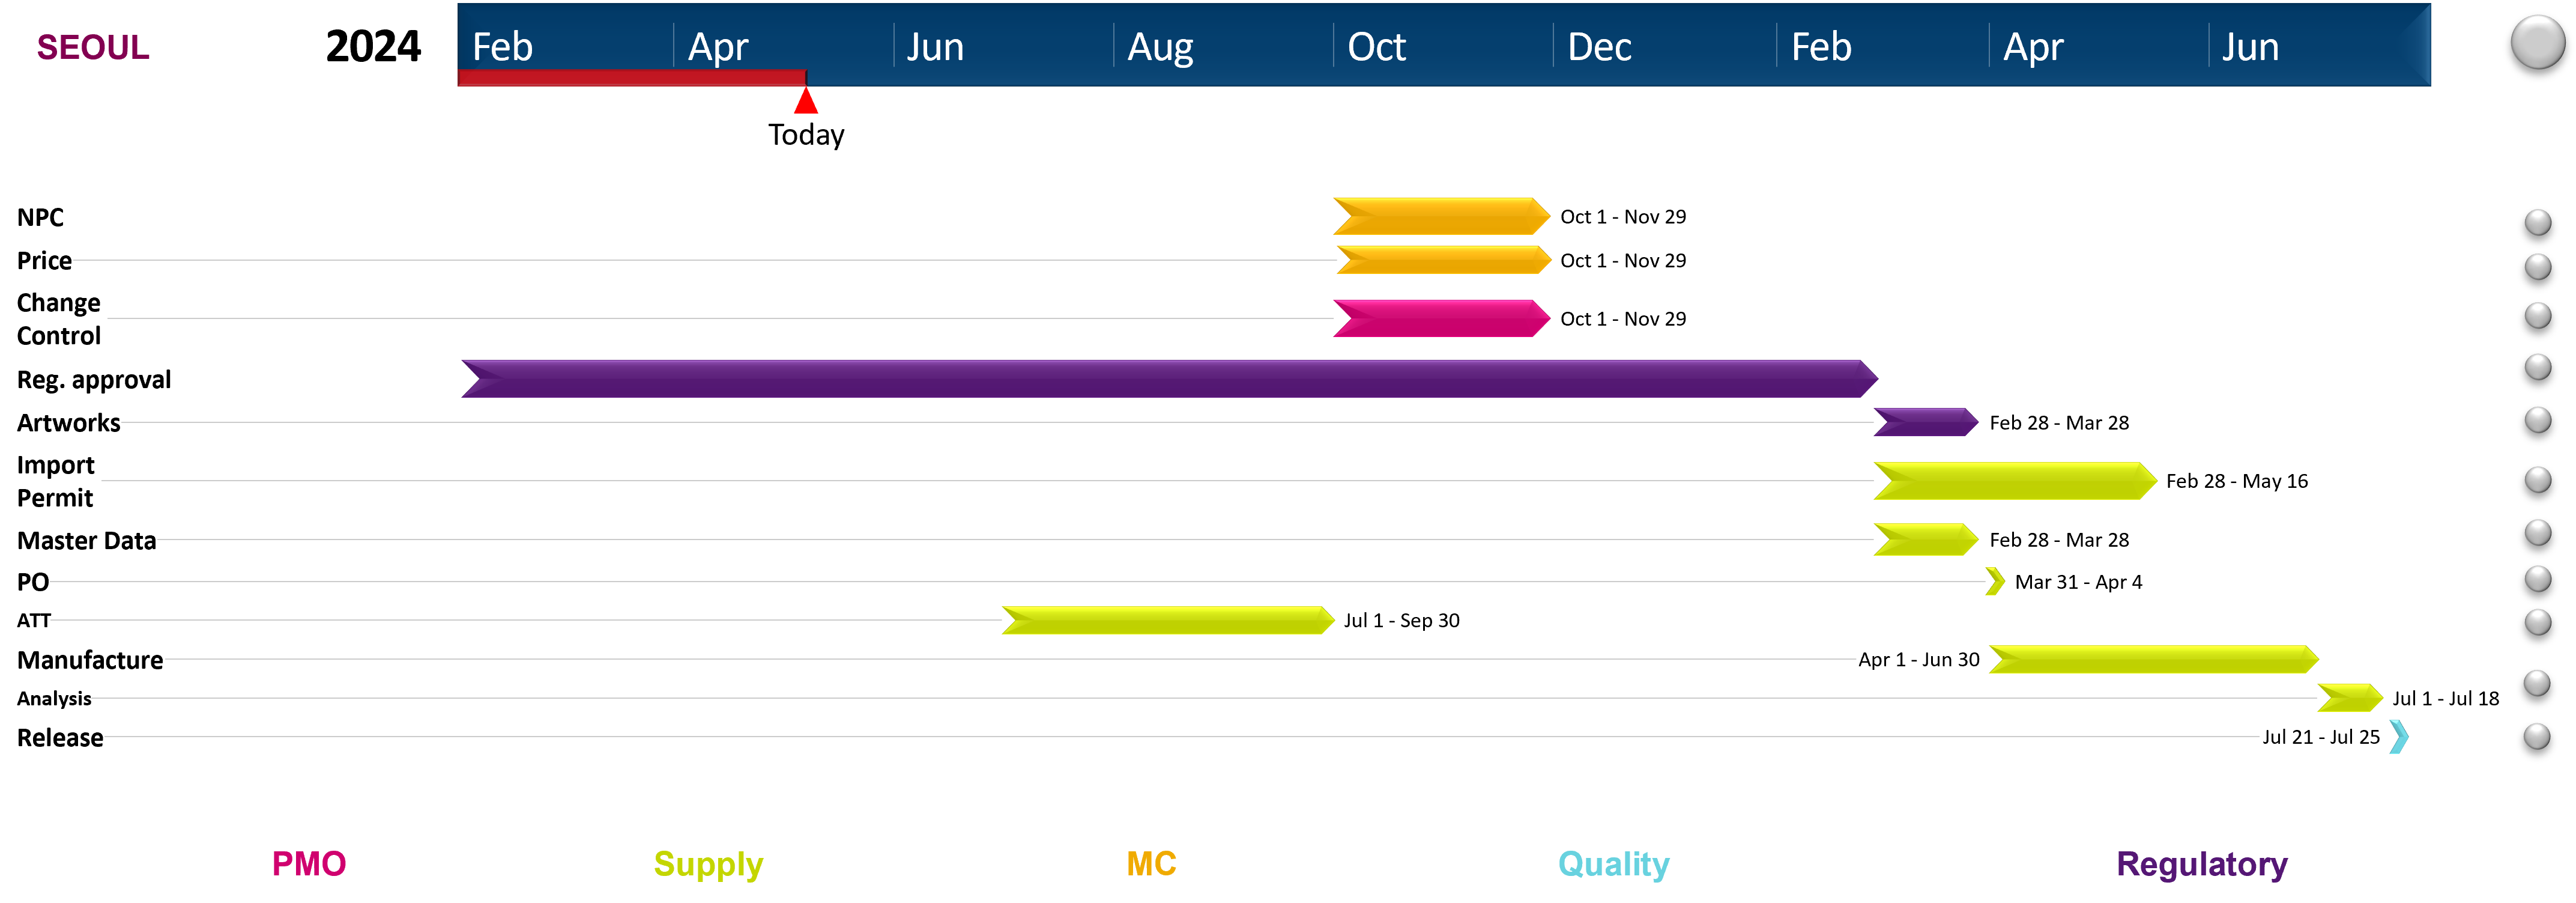 SEOUL 2024 Feb Apr Jun Aug Oct Dec Feb Apr Jun
Today
NPC Oct 1 - Nov 29
Price Oct 1 - Nov 29
Change
Control Oct 1 - Nov 29
Reg. approval
Artworks Feb 28 - Mar 28
Import
Permit Feb 28 - May 16
Master Data Feb 28 - Mar 28
PO Mar 31 - Apr 4
ATT Jul 1 - Sep 30
Manufacture Apr 1 - Jun 30
Analysis Jul 1 - Jul 18
Release Jul 21 - Jul 25
PMO Supply MC Quality Regulatory